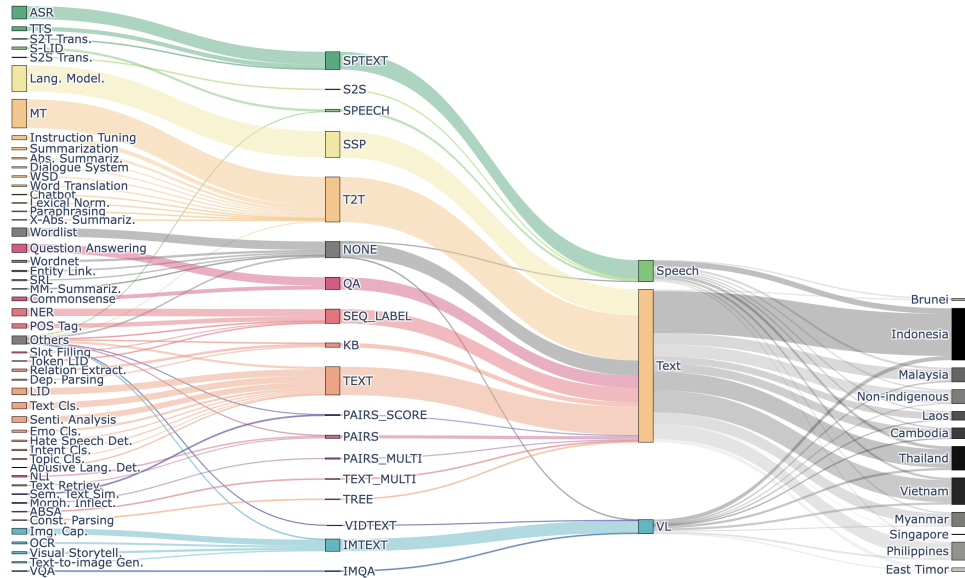 ASR
TTS
S2T Trans.
S-LID
S2S Trans.
Lang. Model.
MT
Instruction Tuning
Summarization
Abs. Summariz.
Dialogue System
WSD
Word Translation
Chatbot
Lexical Norm.
Paraphrasing
X-Abs. Summariz.
Wordlist
Question Answering
Wordnet
Entity Link.
SRL
MM. Summariz.
Commonsense
NER
POS Tag.
Others
Slot Filling
Token LID
Relation Extract.
Dep. Parsing
LID
Text Cls.
Senti. Analysis
Emo Cls.
Hate Speech Det.
Intent Cls.
Topic Cls.
Abusive Lang. Det.
NLI
Text Retriev.
Sem. Text Sim.
Morph. Inflect.
ABSA
Const. Parsing
Img. Cap.
OCR
Visual Storytell.
Text-to-image Gen.
VQA
SPTEXT
S2S
SPEECH
SSP
T2T
NONE
QA
SEQ_LABEL
KB
TEXT
PAIRS_SCORE
PAIRS
PAIRS_MULTI
TEXT_MULTI
TREE
VIDTEXT
IMTEXT
IMQA
Speech
Text
VL
Brunei
Indonesia
Malaysia
Non-indigenous
Laos
Cambodia
Thailand
Vietnam
Myanmar
Singapore
Philippines
East Timor